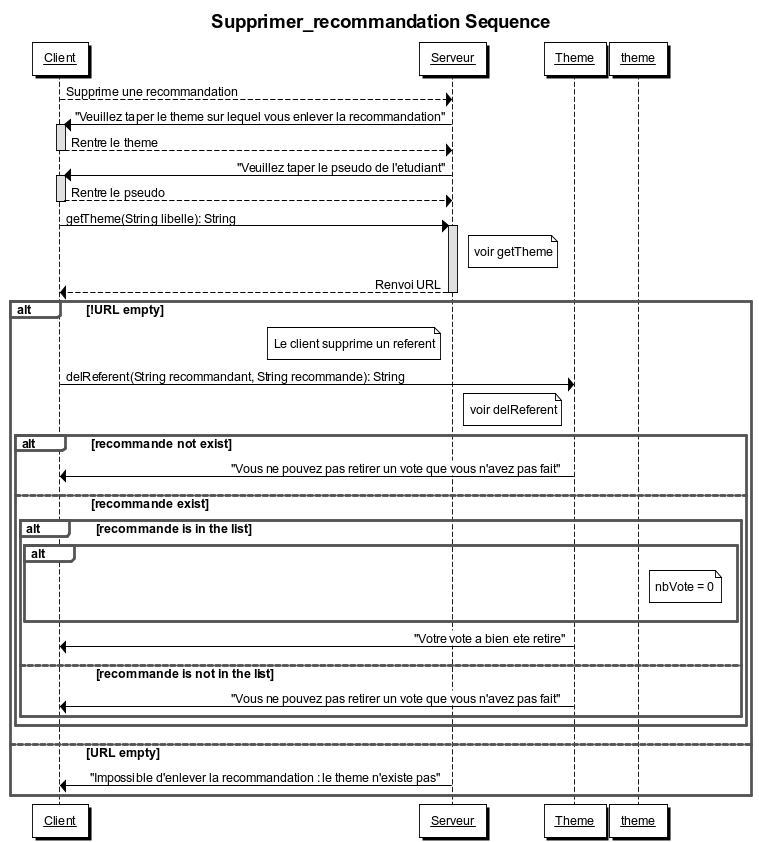 Supprimer_recommandation Sequence
Client Serveur Theme theme
Supprime une recommandation
"Veuillez taper le theme sur lequel vous enlever la recommandation"
Rentre le theme
"Veuillez taper le pseudo de l'etudiant"
Rentre le pseudo
getTheme(String libelle): String
voir getTheme
Renvoi URL
alt [!URL empty]
Le client supprime un referent
delReferent(String recommandant, String recommande): String
voir delReferent
alt [recommande not exist]
"Vous ne pouvez pas retirer un vote que vous n'avez pas fait"
[recommande exist]
alt [recommande is in the list]
alt
nbVote = 0
"Votre vote a bien ete retire"
[recommande is not in the list]
"Vous ne pouvez pas retirer un vote que vous n'avez pas fait"
[URL empty]
"Impossible d'enlever la recommandation : le theme n'existe pas"
Client Serveur Theme theme